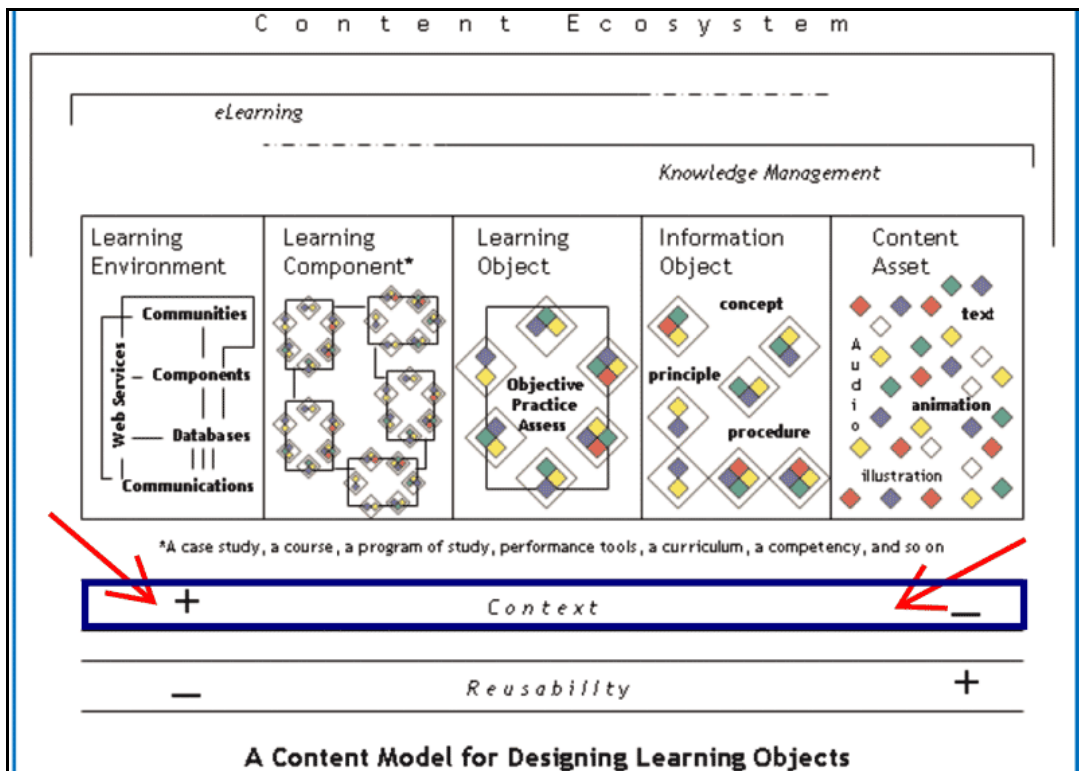 Content Ecosystem
eLearning
Knowledge Management
Learning Environment
Learning Component*
Learning Object
Information Object
Content Asset
Web Services
Communities
Components
Databases
Communications
Objective
Practice
Assess
concept
principle
procedure
Audio
text
animation
illustration
*A case study, a course, a program of study, performance tools, a curriculum, a competency, and so on
+ Context –
– Reusability +
A Content Model for Designing Learning Objects